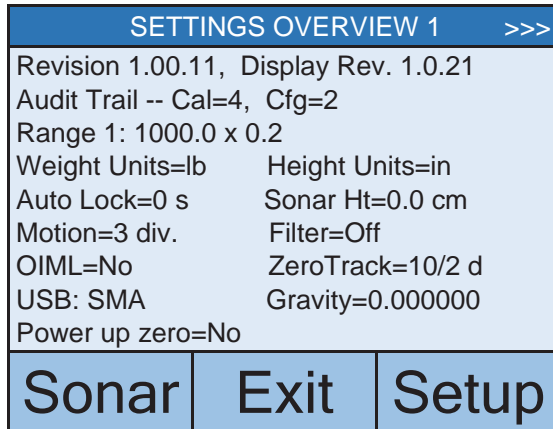 SETTINGS OVERVIEW 1 >>>
Revision 1.00.11, Display Rev. 1.0.21
Audit Trail -- Cal=4, Cfg=2
Range 1: 1000.0 x 0.2
Weight Units=lb Height Units=in
Auto Lock=0 s Sonar Ht=0.0 cm
Motion=3 div. Filter=Off
OIML=No ZeroTrack=10/2 d
USB: SMA Gravity=0.000000
Power up zero=No
Sonar Exit Setup